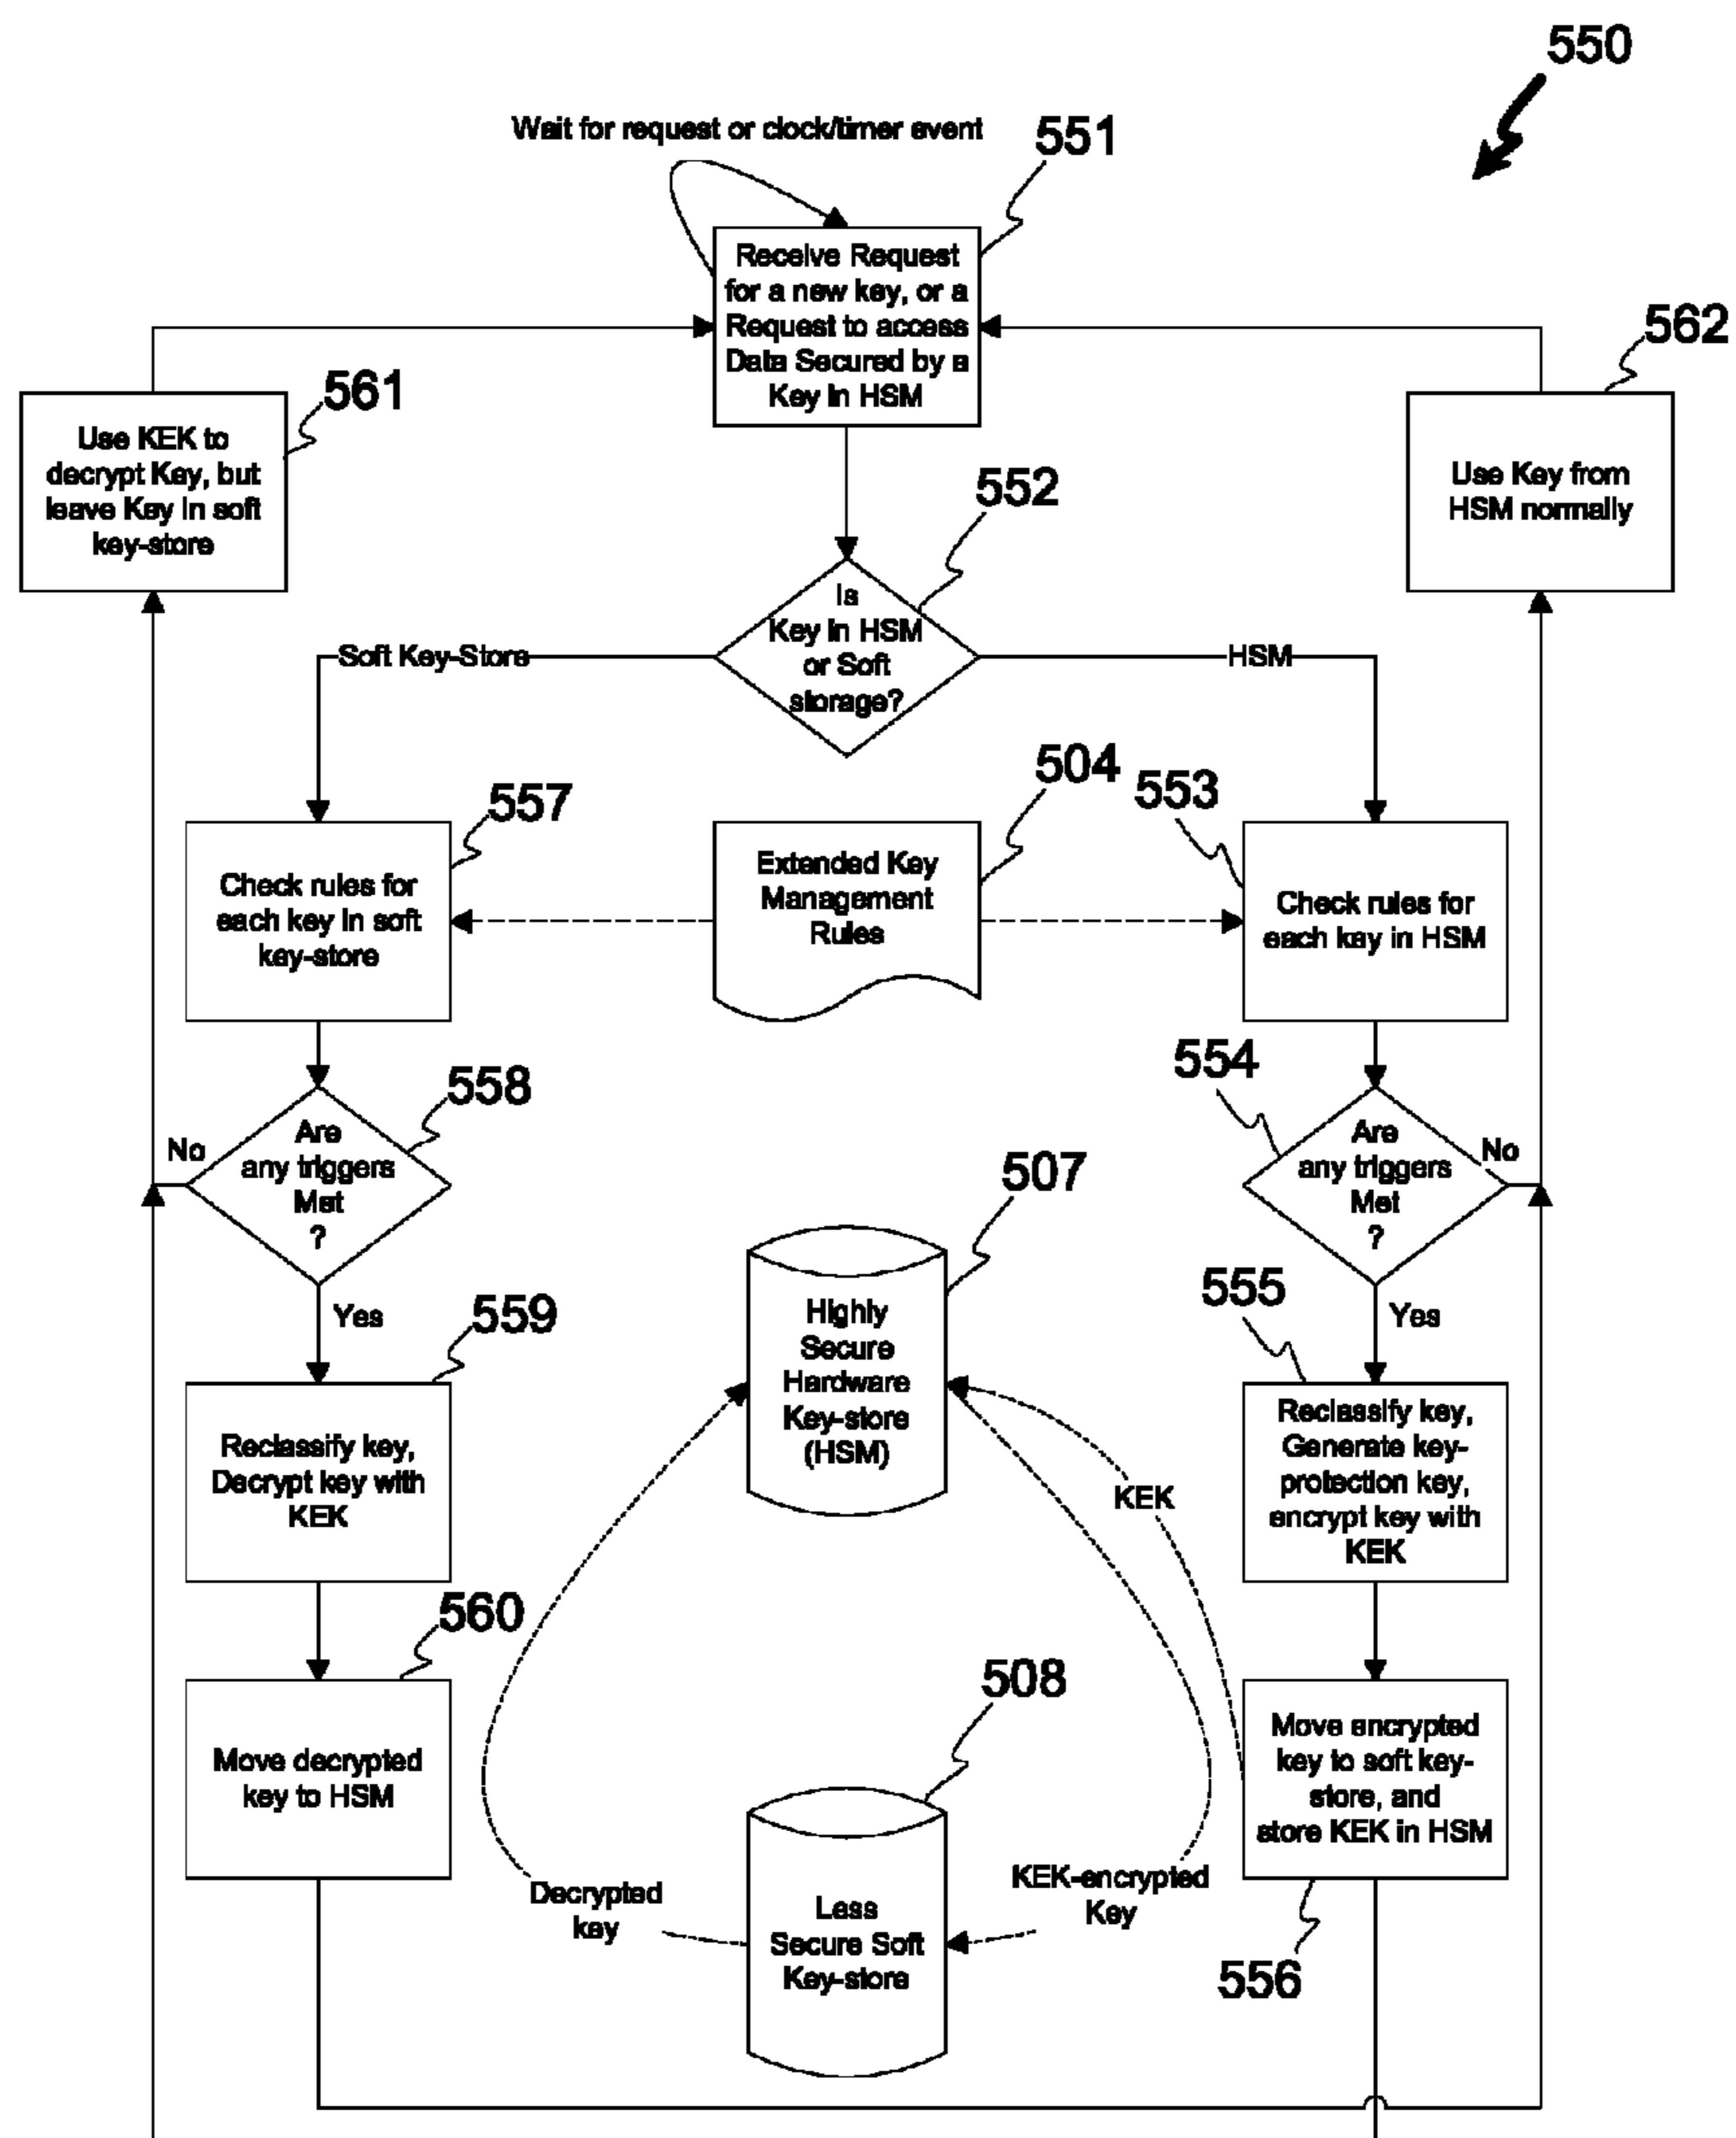 550
Wait for request or clock/timer event
551
Receive Request
for a new key, or a
Request to access
Data Secured by a
Key in HSM
562
561
Use KEK to
decrypt Key, but
leave Key in soft
key-store
Use Key from
HSM normally
552
Is
Key in HSM
or Soft
storage?
Soft Key-Store
HSM
504
553
557
Check rules for
each key in soft
key-store
Extended Key
Management
Rules
Check rules for
each key in HSM
554
558
No
Are
any triggers
Met
?
Are
any triggers
Met
?
No
507
555
Yes
559
Yes
Highly
Secure
Hardware
Key-store
(HSM)
Reclassify key,
Decrypt key with
KEK
Reclassify key,
Generate key-
protection key,
encrypt key with
KEK
KEK
560
508
Move decrypted
key to HSM
Move encrypted
key to soft key-
store, and
store KEK in HSM
Decrypted
key
KEK-encrypted
Key
Less
Secure Soft
Key-store
556